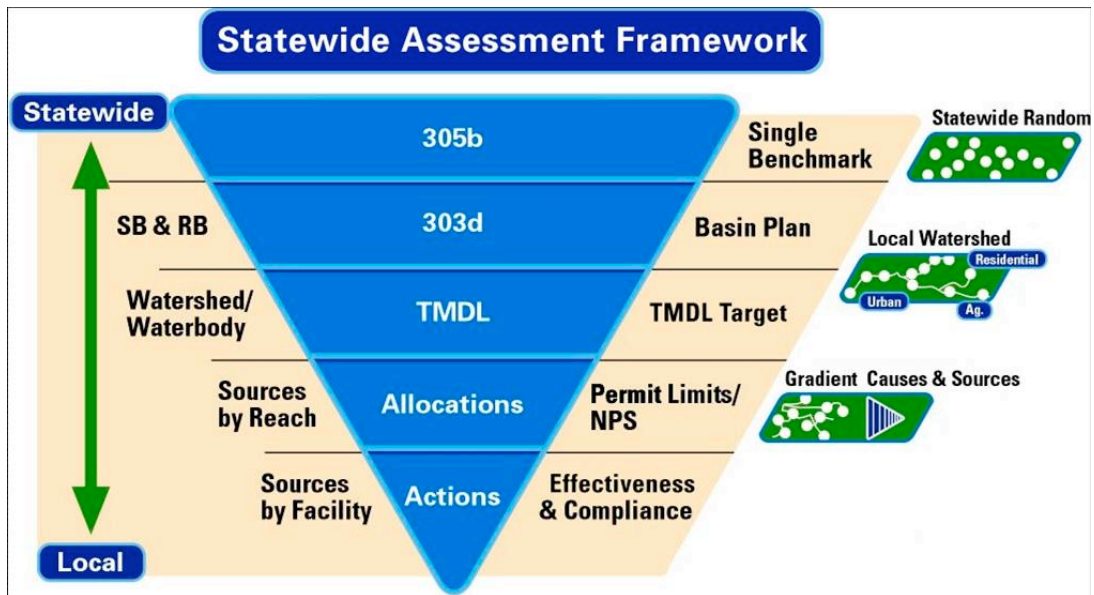 Statewide Assessment Framework
Statewide
305b
Single
Benchmark
Statewide Random
SB & RB
303d
Basin Plan
Local Watershed
Residential
Urban
Ag.
Watershed/
Waterbody
TMDL
TMDL Target
Gradient Causes & Sources
Sources
by Reach
Allocations
Permit Limits/
NPS
Sources
by Facility
Actions
Effectiveness
& Compliance
Local